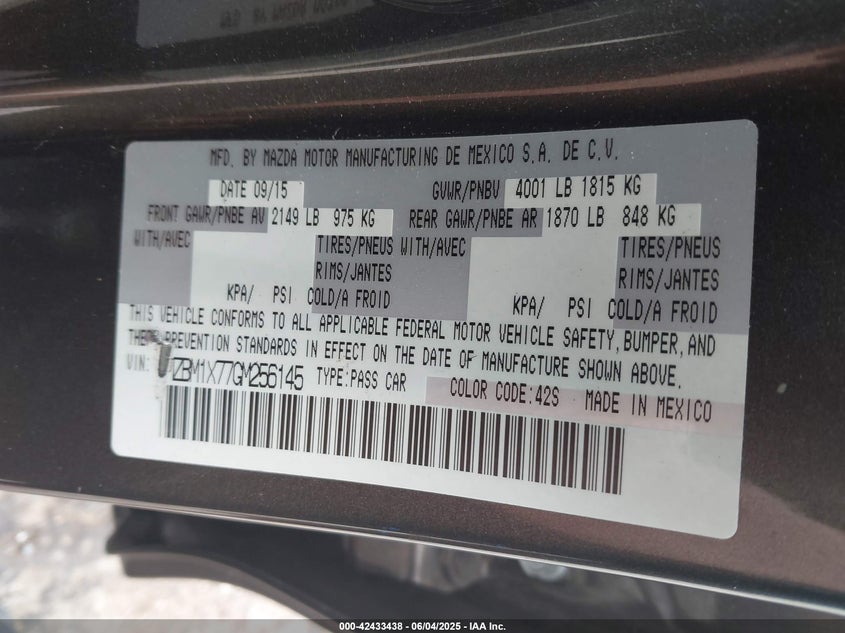 MFD. BY MAZDA MOTOR MANUFACTURING DE MEXICO S.A. DE C.V.
DATE 09/15 GVWR/PNBV 4001 LB 1815 KG
FRONT GAWR/PNBE AV 2149 LB 975 KG REAR GAWR/PNBE AR 1870 LB 848 KG
WITH/AVEC TIRES/PNEUS WITH/AVEC TIRES/PNEUS
RIMS/JANTES RIMS/JANTES
KPA/ PSI COLD/A FROID KPA/ PSI COLD/A FROID
THIS VEHICLE CONFORMS TO ALL APPLICABLE FEDERAL MOTOR VEHICLE SAFETY, BUMPER, AND
PREVENTION STANDARDS IN EFFECT ON THE DATE OF MANUFACTURE SHOWN ABOVE.
VIN: ZBM1X77GM256145 TYPE:PASS CAR COLOR CODE:42S MADE IN MEXICO
000-42433438 - 06/04/2025 - IAA Inc.